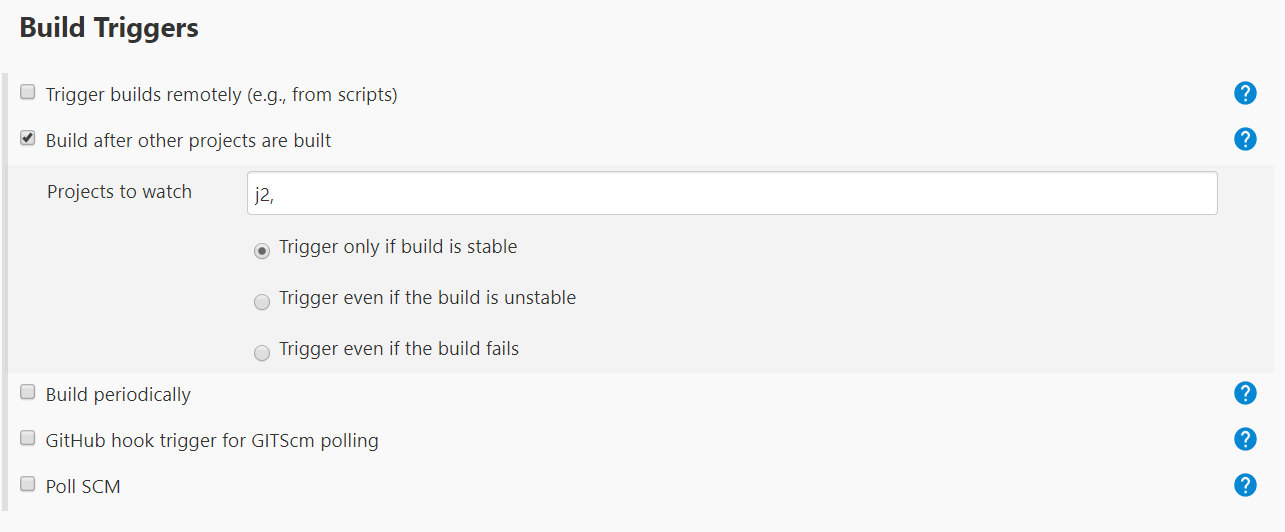 Build Triggers
Trigger builds remotely (e.g., from scripts)
Build after other projects are built
Projects to watch
j2,
Trigger only if build is stable
Trigger even if the build is unstable
Trigger even if the build fails
Build periodically
GitHub hook trigger for GITScm polling
Poll SCM